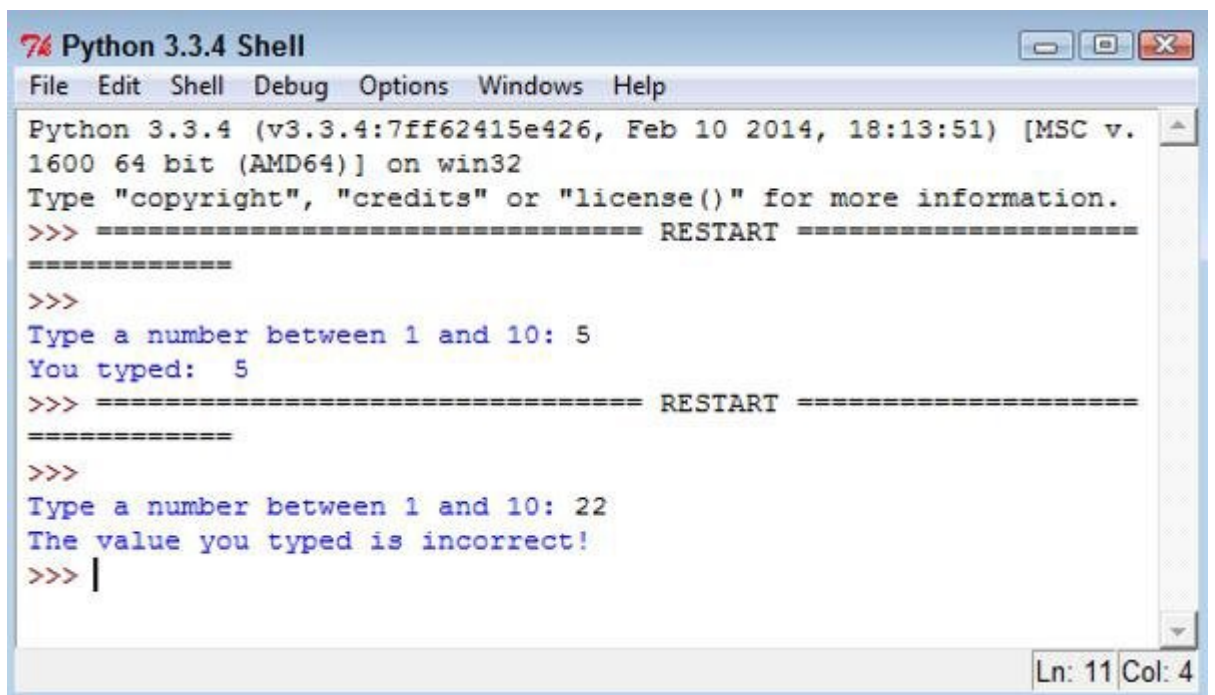 Python 3.3.4 Shell
File Edit Shell Debug Options Windows Help
Python 3.3.4 (v3.3.4:7ff62415e426, Feb 10 2014, 18:13:51) [MSC v.
1600 64 bit (AMD64)] on win32
Type "copyright", "credits" or "license()" for more information.
>>> ================================ RESTART ====================
============
>>>
Type a number between 1 and 10: 5
You typed:  5
>>> ================================ RESTART ====================
============
>>>
Type a number between 1 and 10: 22
The value you typed is incorrect!
>>>
Ln: 11 Col: 4